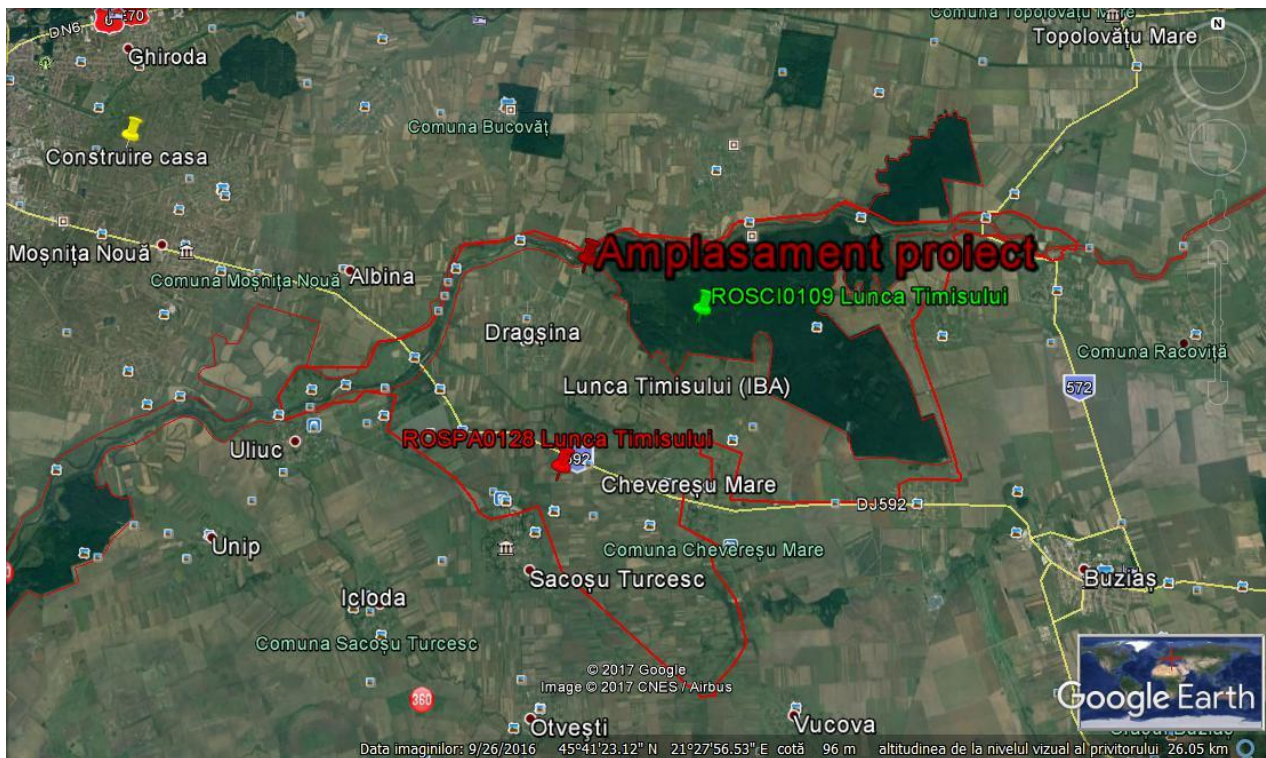 Comuna Topolovățu Mare
DN6
E70
N
Topolovățu Mare
Ghiroda
Comuna Bucovăț
Construire casa
Moșnița Nouă
Comuna Moșnița Nouă
Albina
Amplasament proiect
ROSCI0109 Lunca Timisului
Dragșina
Comuna Racoviță
Lunca Timisului (IBA)
572
Uliuc
ROSPA0128 Lunca Timisului
592
Chevereșu Mare
DJ592
Unip
Comuna Chevereșu Mare
Sacoșu Turcesc
Buziaș
Icloda
Comuna Sacoșu Turcesc
© 2017 Google
Image © 2017 CNES / Airbus
360
Google Earth
Otvești
Vucova
Orașul Buziaș
Data imaginilor: 9/26/2016 45°41'23.12" N 21°27'56.53" E cotă 96 m altitudinea de la nivelul vizual al privitorului 26.05 km